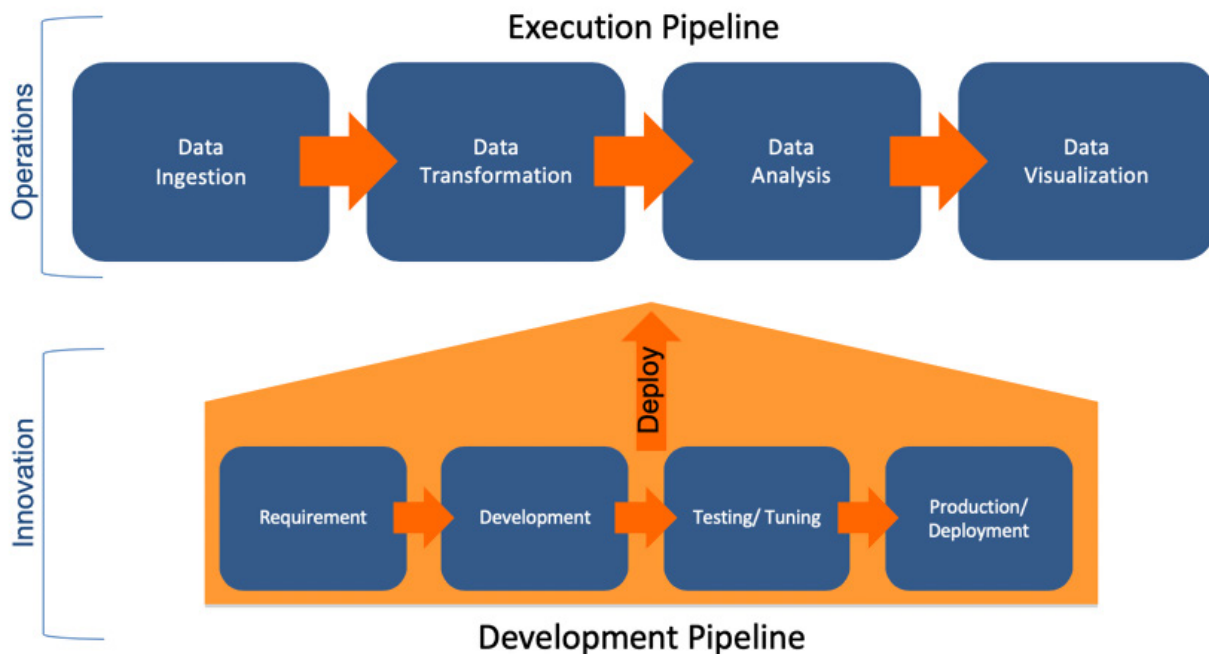 Execution Pipeline
Operations
Data
Ingestion
Data
Transformation
Data
Analysis
Data
Visualization
Innovation
Deploy
Requirement
Development
Testing/ Tuning
Production/
Deployment
Development Pipeline